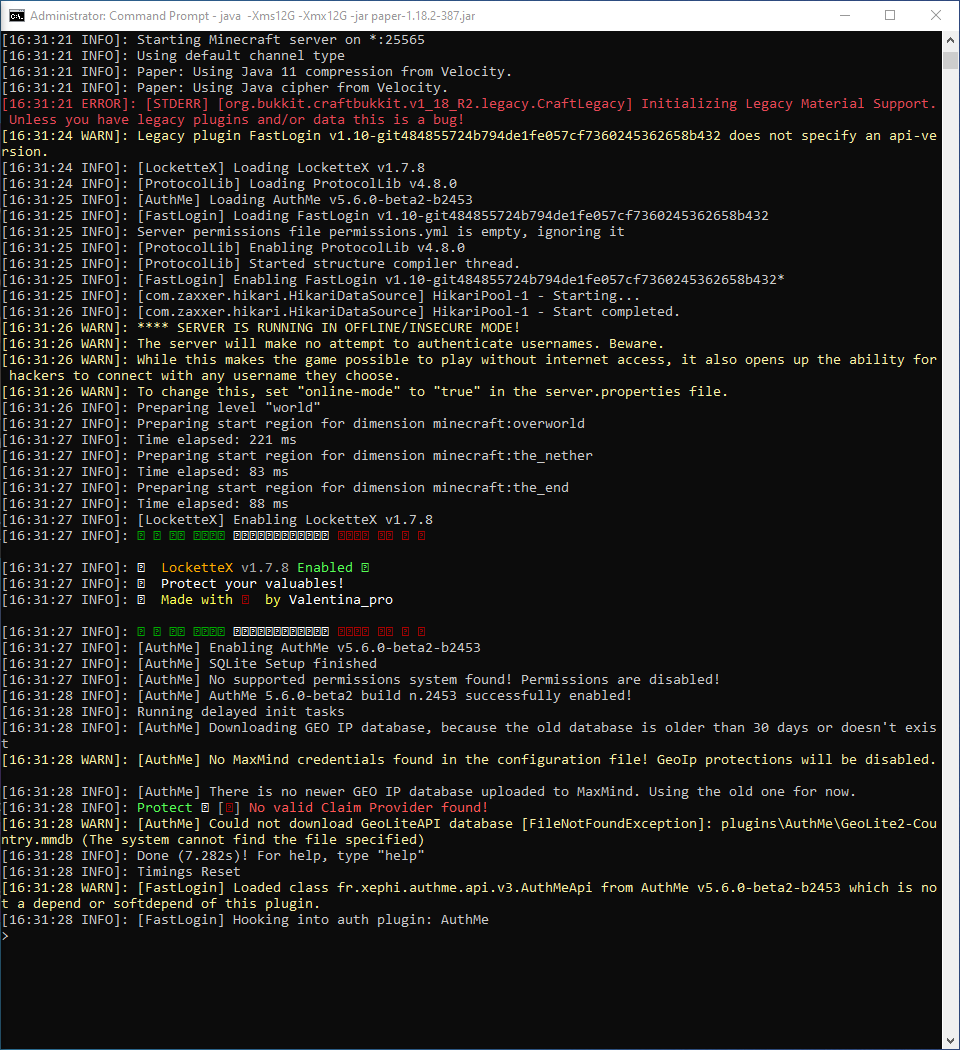 Administrator: Command Prompt - java  -Xms12G -Xmx12G -jar paper-1.18.2-387.jar
[16:31:21 INFO]: Starting Minecraft server on *:25565
[16:31:21 INFO]: Using default channel type
[16:31:21 INFO]: Paper: Using Java 11 compression from Velocity.
[16:31:21 INFO]: Paper: Using Java cipher from Velocity.
[16:31:21 ERROR]: [STDERR] [org.bukkit.craftbukkit.v1_18_R2.legacy.CraftLegacy] Initializing Legacy Material Support.
 Unless you have legacy plugins and/or data this is a bug!
[16:31:24 WARN]: Legacy plugin FastLogin v1.10-git484855724b794de1fe057cf7360245362658b432 does not specify an api-ve
rsion.
[16:31:24 INFO]: [LocketteX] Loading LocketteX v1.7.8
[16:31:24 INFO]: [ProtocolLib] Loading ProtocolLib v4.8.0
[16:31:25 INFO]: [AuthMe] Loading AuthMe v5.6.0-beta2-b2453
[16:31:25 INFO]: [FastLogin] Loading FastLogin v1.10-git484855724b794de1fe057cf7360245362658b432
[16:31:25 INFO]: Server permissions file permissions.yml is empty, ignoring it
[16:31:25 INFO]: [ProtocolLib] Enabling ProtocolLib v4.8.0
[16:31:25 INFO]: [ProtocolLib] Started structure compiler thread.
[16:31:25 INFO]: [FastLogin] Enabling FastLogin v1.10-git484855724b794de1fe057cf7360245362658b432*
[16:31:25 INFO]: [com.zaxxer.hikari.HikariDataSource] HikariPool-1 - Starting...
[16:31:26 INFO]: [com.zaxxer.hikari.HikariDataSource] HikariPool-1 - Start completed.
[16:31:26 WARN]: **** SERVER IS RUNNING IN OFFLINE/INSECURE MODE!
[16:31:26 WARN]: The server will make no attempt to authenticate usernames. Beware.
[16:31:26 WARN]: While this makes the game possible to play without internet access, it also opens up the ability for
 hackers to connect with any username they choose.
[16:31:26 WARN]: To change this, set "online-mode" to "true" in the server.properties file.
[16:31:26 INFO]: Preparing level "world"
[16:31:27 INFO]: Preparing start region for dimension minecraft:overworld
[16:31:27 INFO]: Time elapsed: 221 ms
[16:31:27 INFO]: Preparing start region for dimension minecraft:the_nether
[16:31:27 INFO]: Time elapsed: 83 ms
[16:31:27 INFO]: Preparing start region for dimension minecraft:the_end
[16:31:27 INFO]: Time elapsed: 88 ms
[16:31:27 INFO]: [LocketteX] Enabling LocketteX v1.7.8
[16:31:27 INFO]:
[16:31:27 INFO]: LocketteX v1.7.8 Enabled
[16:31:27 INFO]: Protect your valuables!
[16:31:27 INFO]: Made with by Valentina_pro
[16:31:27 INFO]:
[16:31:27 INFO]: [AuthMe] Enabling AuthMe v5.6.0-beta2-b2453
[16:31:27 INFO]: [AuthMe] SQLite Setup finished
[16:31:27 INFO]: [AuthMe] No supported permissions system found! Permissions are disabled!
[16:31:28 INFO]: [AuthMe] AuthMe 5.6.0-beta2 build n.2453 successfully enabled!
[16:31:28 INFO]: Running delayed init tasks
[16:31:28 INFO]: [AuthMe] Downloading GEO IP database, because the old database is older than 30 days or doesn't exis
t
[16:31:28 WARN]: [AuthMe] No MaxMind credentials found in the configuration file! GeoIp protections will be disabled.
[16:31:28 INFO]: [AuthMe] There is no newer GEO IP database uploaded to MaxMind. Using the old one for now.
[16:31:28 INFO]: Protect [] No valid Claim Provider found!
[16:31:28 WARN]: [AuthMe] Could not download GeoLiteAPI database [FileNotFoundException]: plugins\AuthMe\GeoLite2-Cou
ntry.mmdb (The system cannot find the file specified)
[16:31:28 INFO]: Done (7.282s)! For help, type "help"
[16:31:28 INFO]: Timings Reset
[16:31:28 WARN]: [FastLogin] Loaded class fr.xephi.authme.api.v3.AuthMeApi from AuthMe v5.6.0-beta2-b2453 which is no
t a depend or softdepend of this plugin.
[16:31:28 INFO]: [FastLogin] Hooking into auth plugin: AuthMe
>